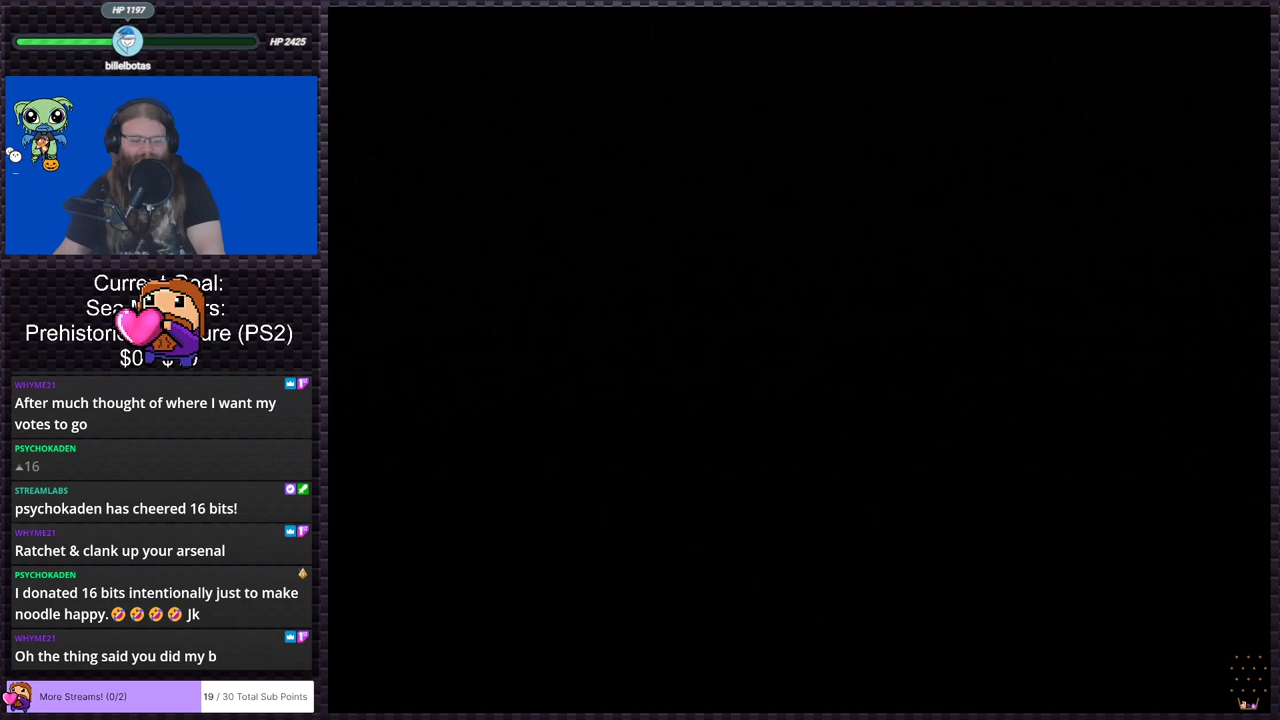 HP 1197
HP 2425
billelbotas
Current Goal:
Sea
Prehistoric
(PS2)
$0
WHYME21
After much thought of where I want my
votes to go
PSYCHOKADEN
16
STREAMLABS
psychokaden has cheered 16 bits!
WHYME21
Ratchet & clank up your arsenal
PSYCHOKADEN
I donated 16 bits intentionally just to make
noodle happy.🤣 🤣 🤣 🤣 Jk
WHYME21
Oh the thing said you did my b
More Streams! (0/2)
19 / 30 Total Sub Points